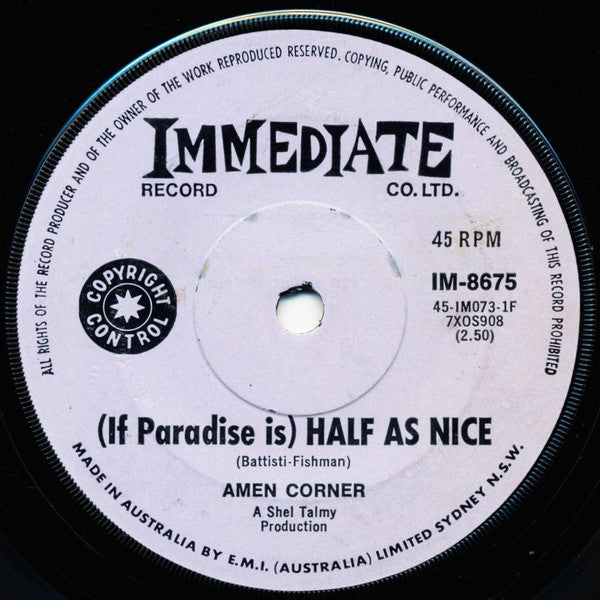 ALL RIGHTS OF THE RECORD PRODUCER AND OF THE OWNER OF THE WORK REPRODUCED RESERVED. COPYING, PUBLIC PERFORMANCE AND BROADCASTING OF THIS RECORD PROHIBITED
IMMEDIATE
RECORD CO. LTD.
45 RPM
IM-8675
45-IM073-1F
7XOS908
(2.50)
COPYRIGHT CONTROL
(If Paradise is) HALF AS NICE
(Battisti-Fishman)
AMEN CORNER
A Shel Talmy
Production
MADE IN AUSTRALIA BY E.M.I. (AUSTRALIA) LIMITED SYDNEY N.S.W.